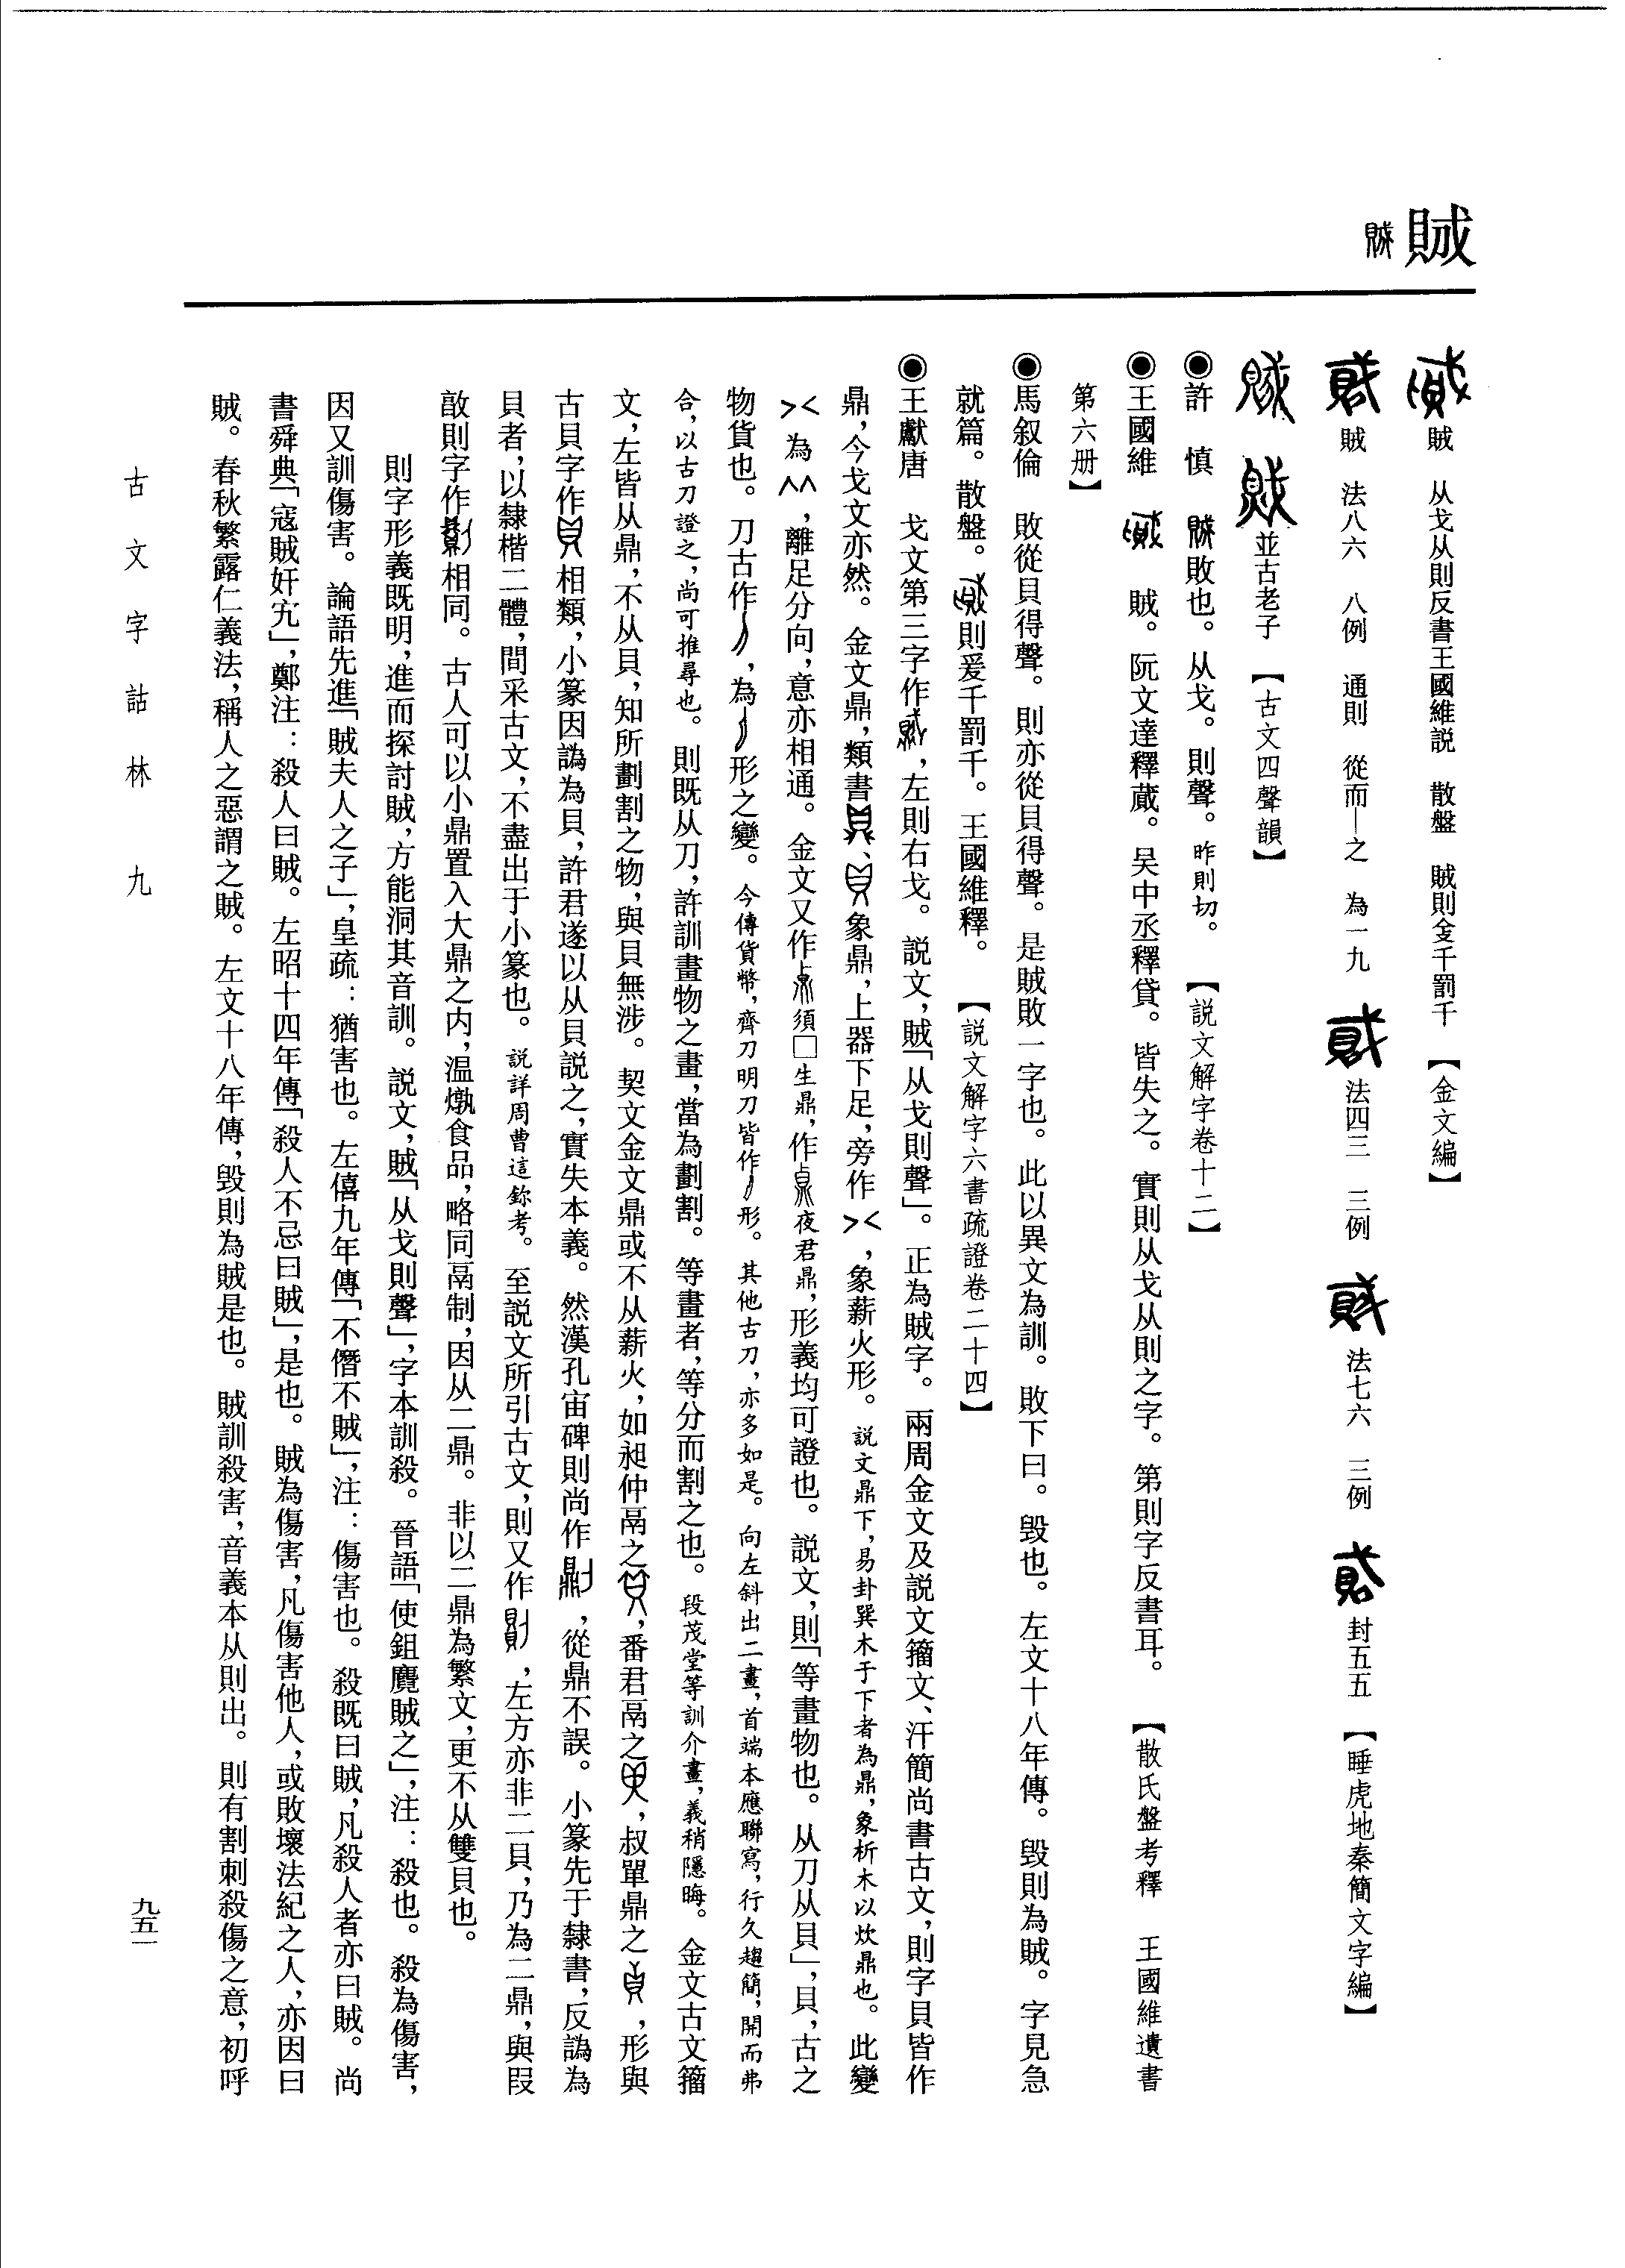 賊
賊　从戈从則反書王國維説　散盤　賊則爰千罰千　【金文編】
賊　法八六　八例　通則　從而―之　為一九　法四三　三例　法七六　三例　封五五　【睡虎地秦簡文字編】
並古老子　【古文四聲韻】
◉許　慎　敗也。从戈。則聲。昨則切。　【説文解字卷十二】
◉王國維　賊。阮文達釋蕆。吴中丞釋貸。皆失之。實則从戈从則之字。第則字反書耳。　【散氏盤考釋　王國維遺書
第六册】
◉馬叙倫　敗從貝得聲。則亦從貝得聲。是賊敗一字也。此以異文為訓。敗下曰。毁也。左文十八年傳。毁則為賊。字見急
就篇。散盤。則爰千罰千。王國維釋。　【説文解字六書疏證卷二十四】
◉王獻唐　戈文第三字作，左則右戈。説文，賊「从戈則聲」。正為賊字。兩周金文及説文籀文、汗簡尚書古文，則字貝皆作
鼎，今戈文亦然。金文鼎，類書、象鼎，上器下足，旁作＞＜，象薪火形。説文鼎下，易卦巽木于下者為鼎，象析木以炊鼎也。此變
＞＜為＾＾，離足分向，意亦相通。金文又作須□生鼎，作夜君鼎，形義均可證也。説文，則「等畫物也。从刀从貝」，貝，古之
物貨也。刀古作，為形之變。今傳貨幣，齊刀明刀皆作形。其他古刀，亦多如是。向左斜出二畫，首端本應聯寫，行久趨簡，開而弗
合，以古刀證之，尚可推尋也。則既从刀，許訓畫物之畫，當為劃割。等畫者，等分而割之也。段茂堂等訓介畫，義稍隱晦。金文古文籀
文，左皆从鼎，不从貝，知所劃割之物，與貝無涉。契文金文鼎或不从薪火，如昶仲鬲之，番君鬲之，叔單鼎之，形與
古貝字作相類，小篆因譌為貝，許君遂以从貝説之，實失本義。然漢孔宙碑則尚作鼎刂，從鼎不誤。小篆先于隸書，反譌為
貝者，以隸楷二體，間采古文，不盡出于小篆也。説詳周曹這鉨考。至説文所引古文，則又作，左方亦非二貝，乃為二鼎，與叚
敔則字作相同。古人可以小鼎置入大鼎之内，温燉食品，略同鬲制，因从二鼎。非以二鼎為繁文，更不从雙貝也。
則字形義既明，進而探討賊，方能洞其音訓。説文，賊「从戈則聲」，字本訓殺。晉語「使鉏麑賊之」，注：殺也。殺為傷害，
因又訓傷害。論語先進「賊夫人之子」，皇疏：猶害也。左僖九年傳「不僭不賊」，注：傷害也。殺既曰賊，凡殺人者亦曰賊。尚
書舜典「寇賊奸宄」，鄭注：殺人曰賊。左昭十四年傳「殺人不忌曰賊」，是也。賊為傷害，凡傷害他人，或敗壞法紀之人，亦因曰
賊。春秋繁露仁義法，稱人之惡謂之賊。左文十八年傳，毁則為賊是也。賊訓殺害，音義本从則出。則有割刺殺傷之意，初呼
古文字詁林　九
九五一